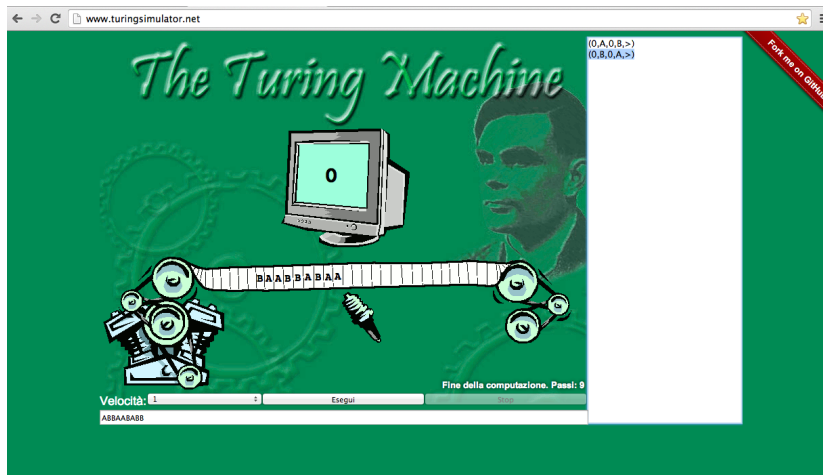 www.turingsimulator.net
The Turing Machine
(0,A,0,B,>)
(0,B,0,A,>)
Fork me on GitHub
0
BAABBABAA
Fine della computazione. Passi: 9
Velocità: 1 Esegui Stop
ABBAABABB